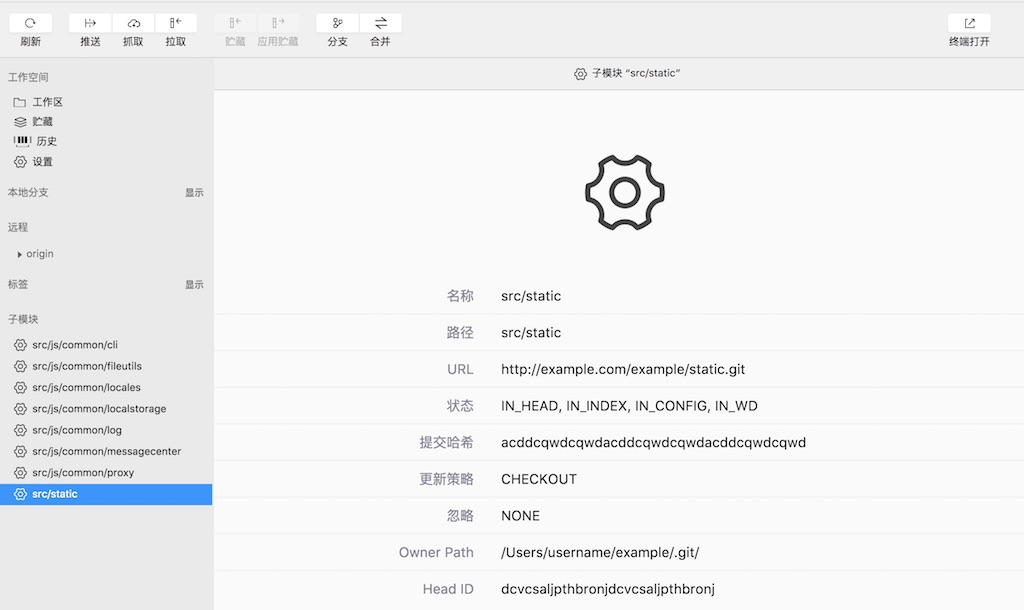 刷新
推送
抓取
拉取
贮藏
应用贮藏
分支
合并
终端打开
工作空间
工作区
贮藏
历史
设置
本地分支 显示
远程
origin
标签 显示
子模块
src/js/common/cli
src/js/common/fileutils
src/js/common/locales
src/js/common/localstorage
src/js/common/log
src/js/common/messagecenter
src/js/common/proxy
src/static
子模块 “src/static”
名称 src/static
路径 src/static
URL http://example.com/example/static.git
状态 IN_HEAD, IN_INDEX, IN_CONFIG, IN_WD
提交哈希 acddcqwdcqwdacddcqwdcqwdacddcqwdcqwd
更新策略 CHECKOUT
忽略 NONE
Owner Path /Users/username/example/.git/
Head ID dcvcsaljpthbronjdcvcsaljpthbronj